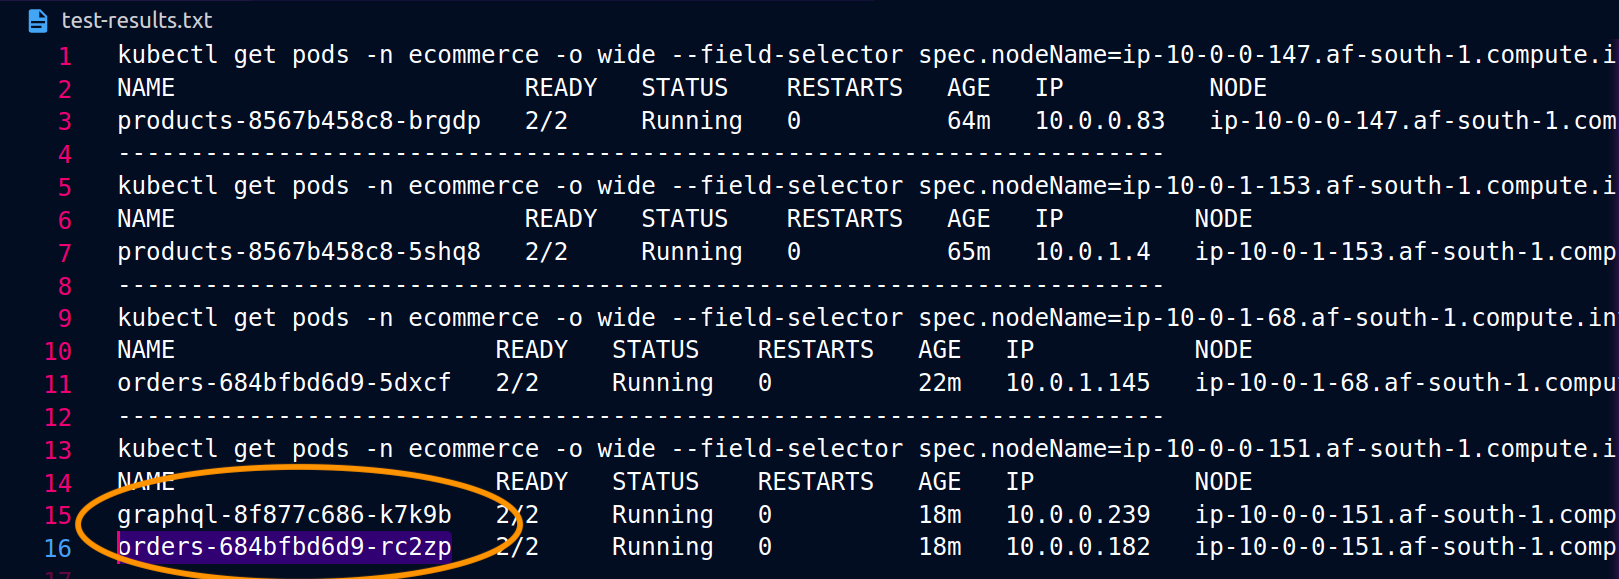 test-results.txt
1 kubectl get pods -n ecommerce -o wide --field-selector spec.nodeName=ip-10-0-0-147.af-south-1.compute.i
2 NAME READY STATUS RESTARTS AGE IP NODE
3 products-8567b458c8-brgdp 2/2 Running 0 64m 10.0.0.83 ip-10-0-0-147.af-south-1.com
4 ------------------------------------------------------------------------
5 kubectl get pods -n ecommerce -o wide --field-selector spec.nodeName=ip-10-0-1-153.af-south-1.compute.i
6 NAME READY STATUS RESTARTS AGE IP NODE
7 products-8567b458c8-5shq8 2/2 Running 0 65m 10.0.1.4 ip-10-0-1-153.af-south-1.comp
8 ------------------------------------------------------------------------
9 kubectl get pods -n ecommerce -o wide --field-selector spec.nodeName=ip-10-0-1-68.af-south-1.compute.in
10 NAME READY STATUS RESTARTS AGE IP NODE
11 orders-684bfbd6d9-5dxcf 2/2 Running 0 22m 10.0.1.145 ip-10-0-1-68.af-south-1.compu
12 ------------------------------------------------------------------------
13 kubectl get pods -n ecommerce -o wide --field-selector spec.nodeName=ip-10-0-0-151.af-south-1.compute.i
14 NAME READY STATUS RESTARTS AGE IP NODE
15 graphql-8f877c686-k7k9b 2/2 Running 0 18m 10.0.0.239 ip-10-0-0-151.af-south-1.comp
16 orders-684bfbd6d9-rc2zp 2/2 Running 0 18m 10.0.0.182 ip-10-0-0-151.af-south-1.comp
17